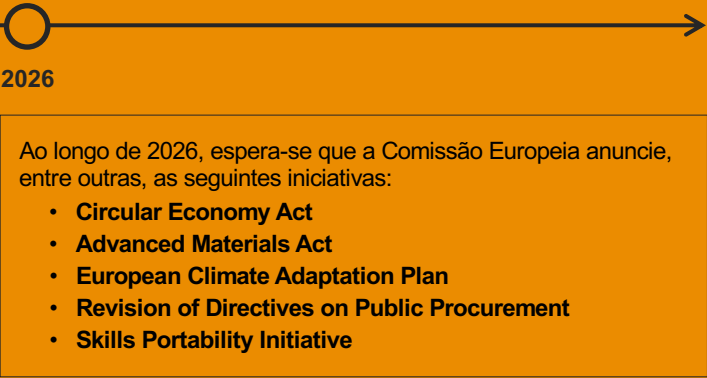 2026
Ao longo de 2026, espera-se que a Comissão Europeia anuncie,
entre outras, as seguintes iniciativas:
• Circular Economy Act
• Advanced Materials Act
• European Climate Adaptation Plan
• Revision of Directives on Public Procurement
• Skills Portability Initiative